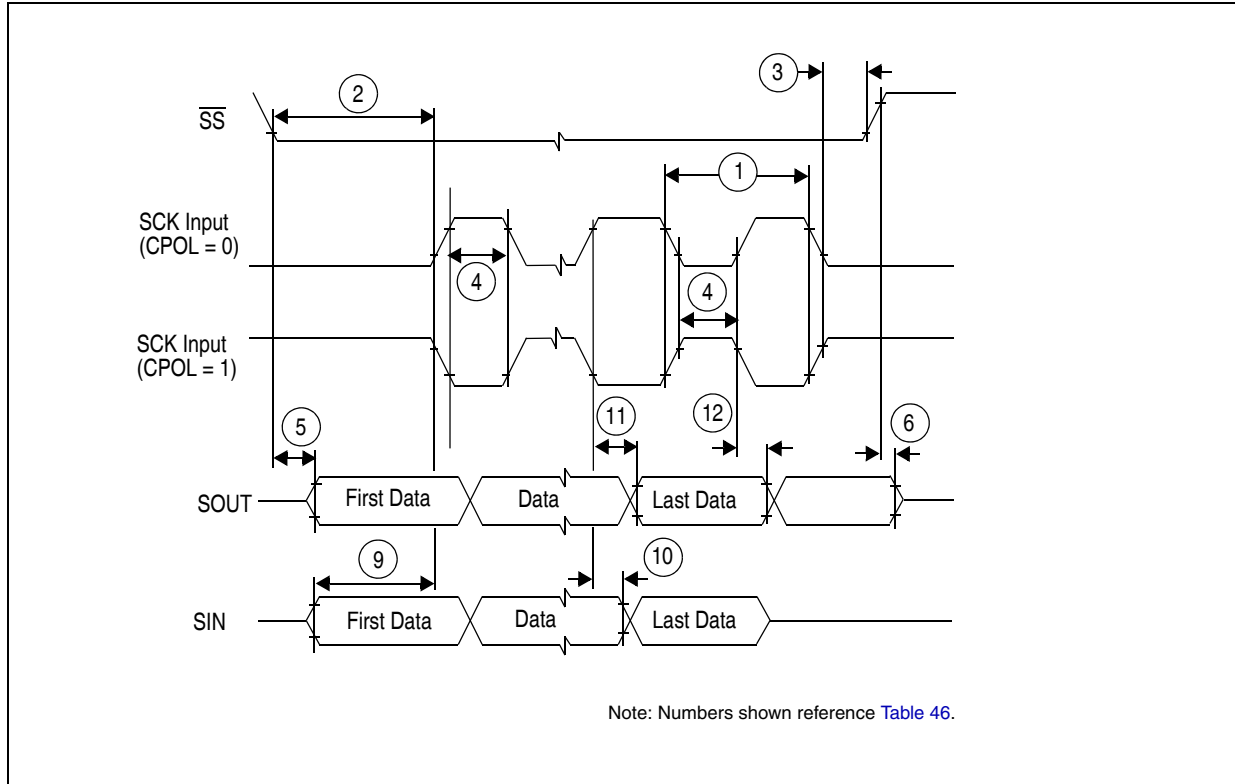 3
2
SS
1
SCK Input
(CPOL = 0)
4
4
SCK Input
(CPOL = 1)
11
12
5
6
SOUT
First Data
Data
Last Data
9
10
SIN
First Data
Data
Last Data
Note: Numbers shown reference Table 46.